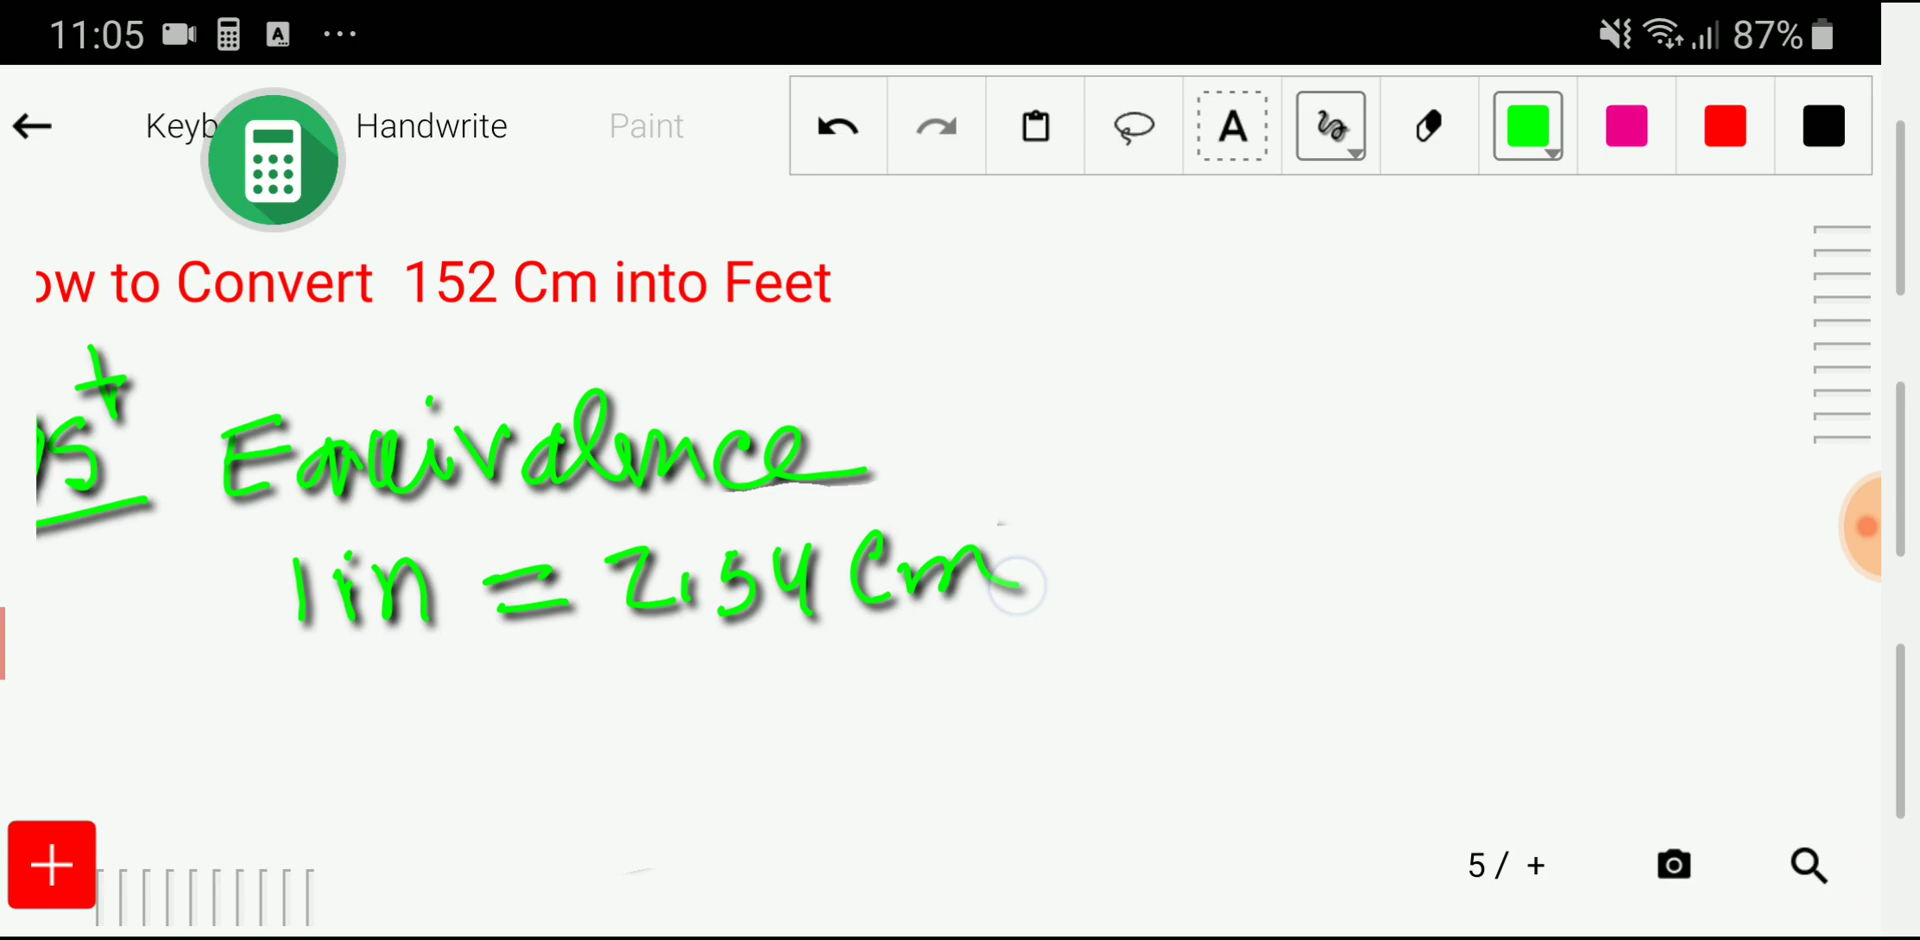 11:05 87%
Keyb Handwrite Paint A
ow to Convert 152 Cm into Feet
Equivalence
1in = 2.54 Cm
5 / +